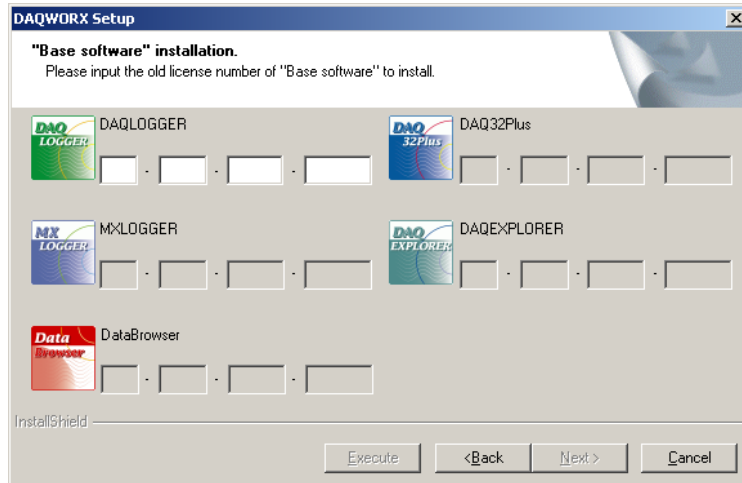 DAQWORX Setup
"Base software" installation.
Please input the old license number of "Base software" to install.
DAQ LOGGER
DAQLOGGER
- - -
DAQ 32Plus
DAQ32Plus
- - -
MX LOGGER
MXLOGGER
- - -
DAQ EXPLORER
DAQEXPLORER
- - -
Data Browser
DataBrowser
- - -
InstallShield
Execute
<Back
Next >
Cancel